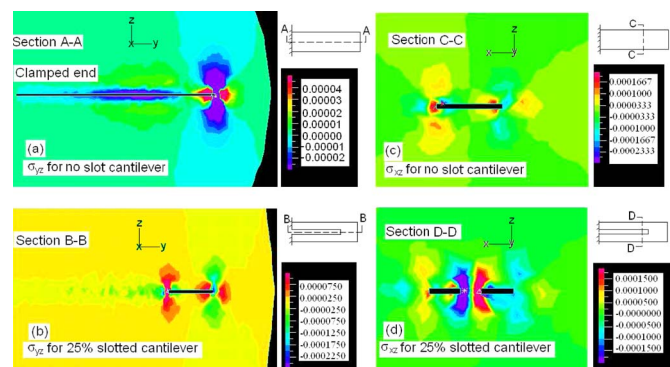 Section A-A
z
x y
Clamped end
(a)
σyz for no slot cantilever
A A
0.00004
0.00003
0.00002
0.00001
0.00000
-0.00001
-0.00002
Section C-C
z
x y
(c)
σxz for no slot cantilever
C
C
0.0001667
0.0001000
0.0000333
-0.0000333
-0.0001000
-0.0001667
-0.0002333
Section B-B
z
x y
(b)
σyz for 25% slotted cantilever
B B
0.0000750
0.0000250
-0.0000250
-0.0000750
-0.0001250
-0.0001750
-0.0002250
Section D-D
z
x y
(d)
σxz for 25% slotted cantilever
D
D
0.0001500
0.0001000
0.0000500
-0.0000000
-0.0000500
-0.0001000
-0.0001500